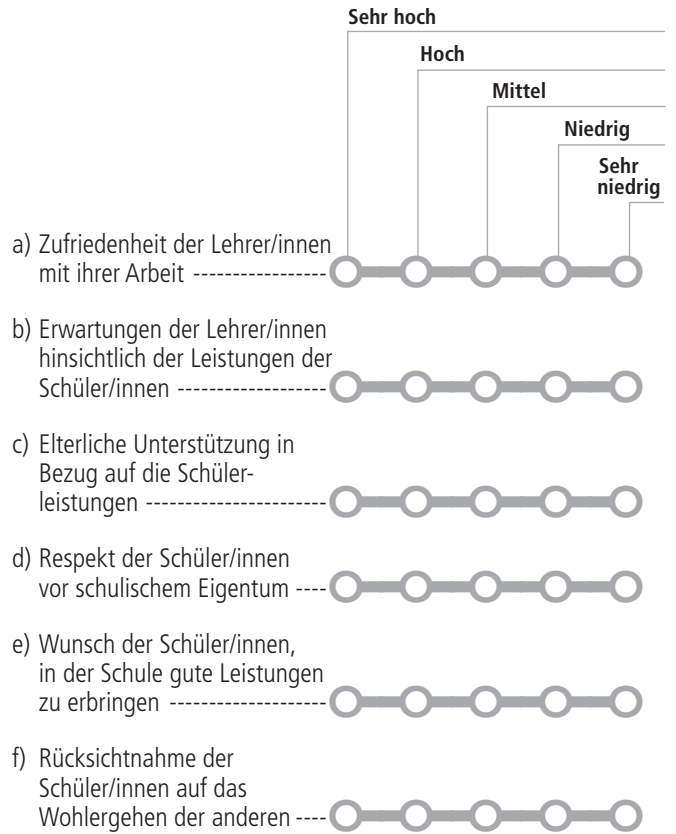 Sehr hoch
Hoch
Mittel
Niedrig
Sehr
niedrig
a) Zufriedenheit der Lehrer/innen
mit ihrer Arbeit -----------------
b) Erwartungen der Lehrer/innen
hinsichtlich der Leistungen der
Schüler/innen -------------------
c) Elterliche Unterstützung in
Bezug auf die Schüler-
leistungen -----------------------
d) Respekt der Schüler/innen
vor schulischem Eigentum ----
e) Wunsch der Schüler/innen,
in der Schule gute Leistungen
zu erbringen --------------------
f) Rücksichtnahme der
Schüler/innen auf das
Wohlergehen der anderen ----